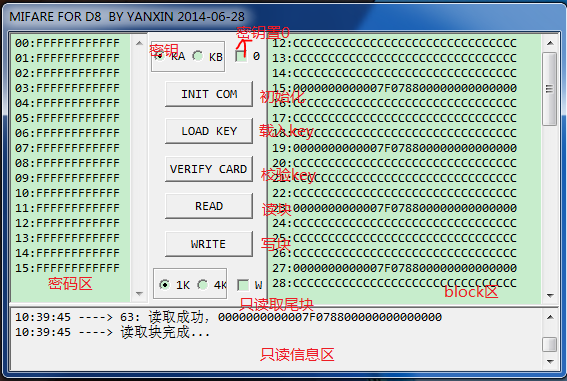 MIFARE FOR D8 BY YANXIN 2014-06-28
00:FFFFFFFFFFFF
01:FFFFFFFFFFFF
02:FFFFFFFFFFFF
03:FFFFFFFFFFFF
04:FFFFFFFFFFFF
05:FFFFFFFFFFFF
06:FFFFFFFFFFFF
07:FFFFFFFFFFFF
08:FFFFFFFFFFFF
09:FFFFFFFFFFFF
10:FFFFFFFFFFFF
11:FFFFFFFFFFFF
12:FFFFFFFFFFFF
13:FFFFFFFFFFFF
14:FFFFFFFFFFFF
15:FFFFFFFFFFFF
密码区
密钥置0
密钥
KA KB 0
INIT COM 初始化
LOAD KEY 载入key
VERIFY CARD 校验key
READ 读块
WRITE 写块
1K 4K W
只读取尾块
12:CCCCCCCCCCCCCCCCCCCCCCCCCCCCCCCC
13:CCCCCCCCCCCCCCCCCCCCCCCCCCCCCCCC
14:CCCCCCCCCCCCCCCCCCCCCCCCCCCCCCCC
15:0000000000007F078800000000000000
16:CCCCCCCCCCCCCCCCCCCCCCCCCCCCCCCC
17:CCCCCCCCCCCCCCCCCCCCCCCCCCCCCCCC
18:CCCCCCCCCCCCCCCCCCCCCCCCCCCCCCCC
19:0000000000007F078800000000000000
20:CCCCCCCCCCCCCCCCCCCCCCCCCCCCCCCC
21:CCCCCCCCCCCCCCCCCCCCCCCCCCCCCCCC
22:CCCCCCCCCCCCCCCCCCCCCCCCCCCCCCCC
23:0000000000007F078800000000000000
24:CCCCCCCCCCCCCCCCCCCCCCCCCCCCCCCC
25:CCCCCCCCCCCCCCCCCCCCCCCCCCCCCCCC
26:CCCCCCCCCCCCCCCCCCCCCCCCCCCCCCCC
27:0000000000007F078800000000000000
28:CCCCCCCCCCCCCCCCCCCCCCCCCCCCCCCC
block区
10:39:45 ----> 63: 读取成功，0000000000007F078800000000000000
10:39:45 ----> 读取块完成...
只读信息区